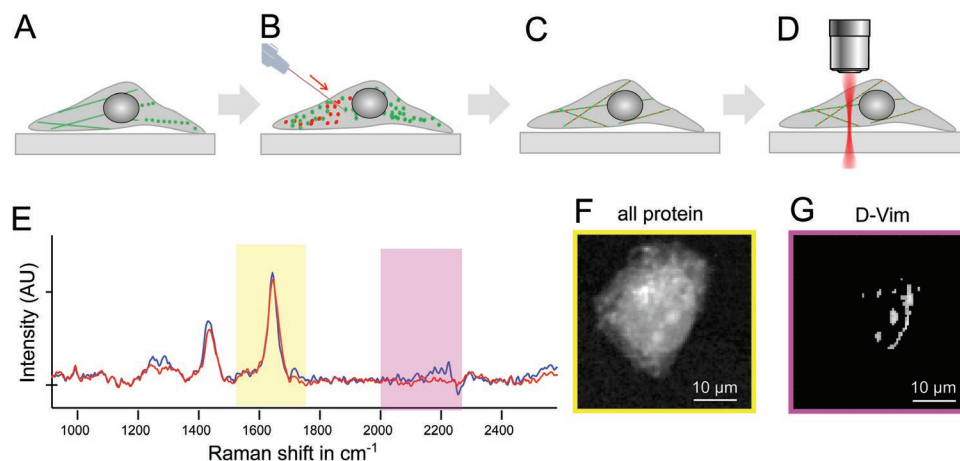 A
B
C
D
E
Intensity (AU)
1000 1200 1400 1600 1800 2000 2200 2400
Raman shift in cm⁻¹
F
all protein
10 µm
G
D-Vim
10 µm